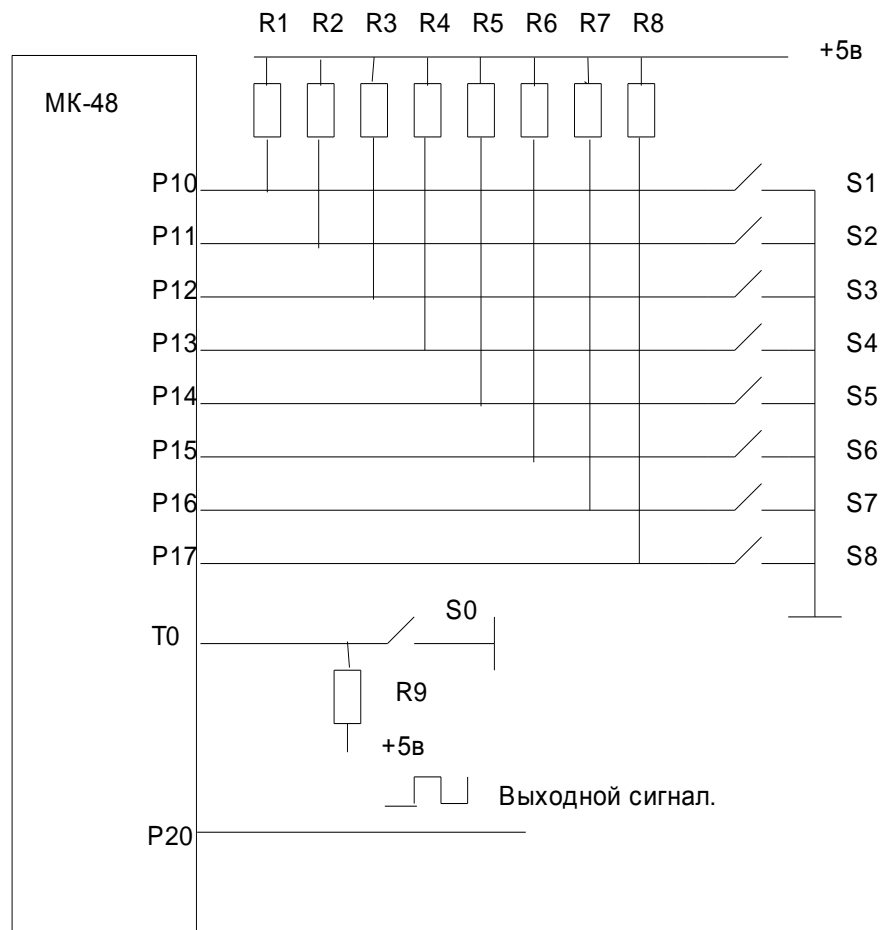 R1 R2 R3 R4 R5 R6 R7 R8
+5в
МК-48
P10 S1
P11 S2
P12 S3
P13 S4
P14 S5
P15 S6
P16 S7
P17 S8
S0
T0
R9
+5в
Выходной сигнал.
P20